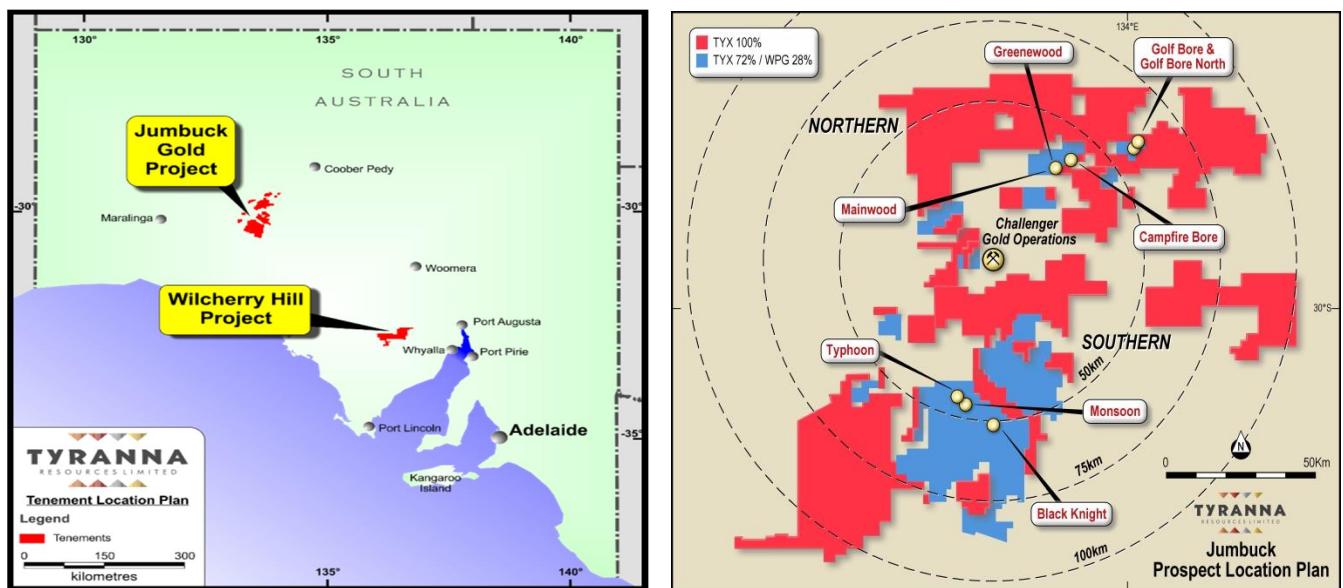 130°
135°
140°
SOUTH
AUSTRALIA
Jumbuck
Gold
Project
Coober Pedy
-30°
-30°
Maralinga
Woomera
Wilcherry Hill
Project
Port Augusta
Whyalla
Port Pirie
Port Lincoln
Adelaide
-35°
Kangaroo
Island
TYRANNA
RESOURCES LIMITED
Tenement Location Plan
Legend
Tenements
0 150 300
kilometres
135°
140°
TYX 100%
TYX 72% / WPG 28%
134°E
Greenewood
Golf Bore &
Golf Bore North
NORTHERN
Mainwood
Challenger
Gold Operations
Campfire Bore
30°S
SOUTHERN
Typhoon
50km
Monsoon
75km
Black Knight
100km
N
0 50Km
TYRANNA
RESOURCES LIMITED
Jumbuck
Prospect Location Plan